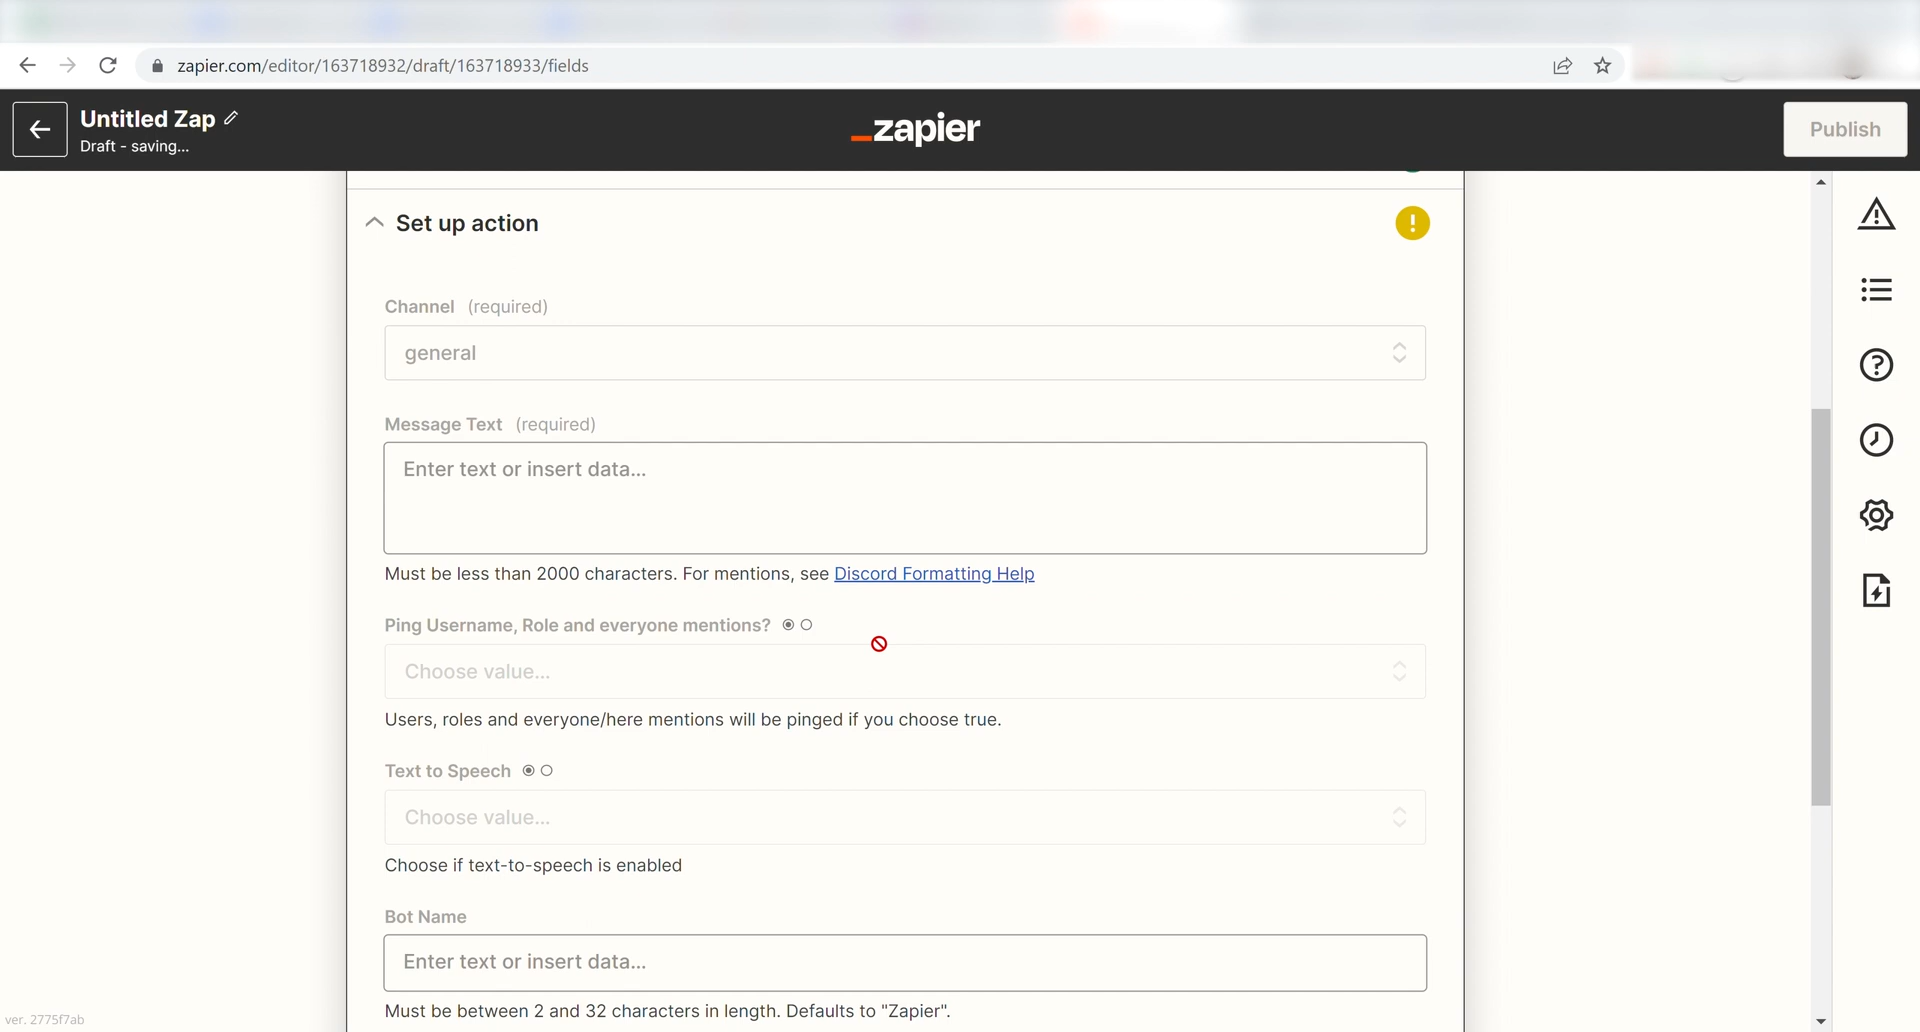 zapier.com/editor/163718932/draft/163718933/fields
Untitled Zap
Draft - saving...
zapier
Publish
Set up action
Channel (required)
general
Message Text (required)
Enter text or insert data...
Must be less than 2000 characters. For mentions, see Discord Formatting Help
Ping Username, Role and everyone mentions?
Choose value...
Users, roles and everyone/here mentions will be pinged if you choose true.
Text to Speech
Choose value...
Choose if text-to-speech is enabled
Bot Name
Enter text or insert data...
Must be between 2 and 32 characters in length. Defaults to "Zapier".
ver. 2775f7ab